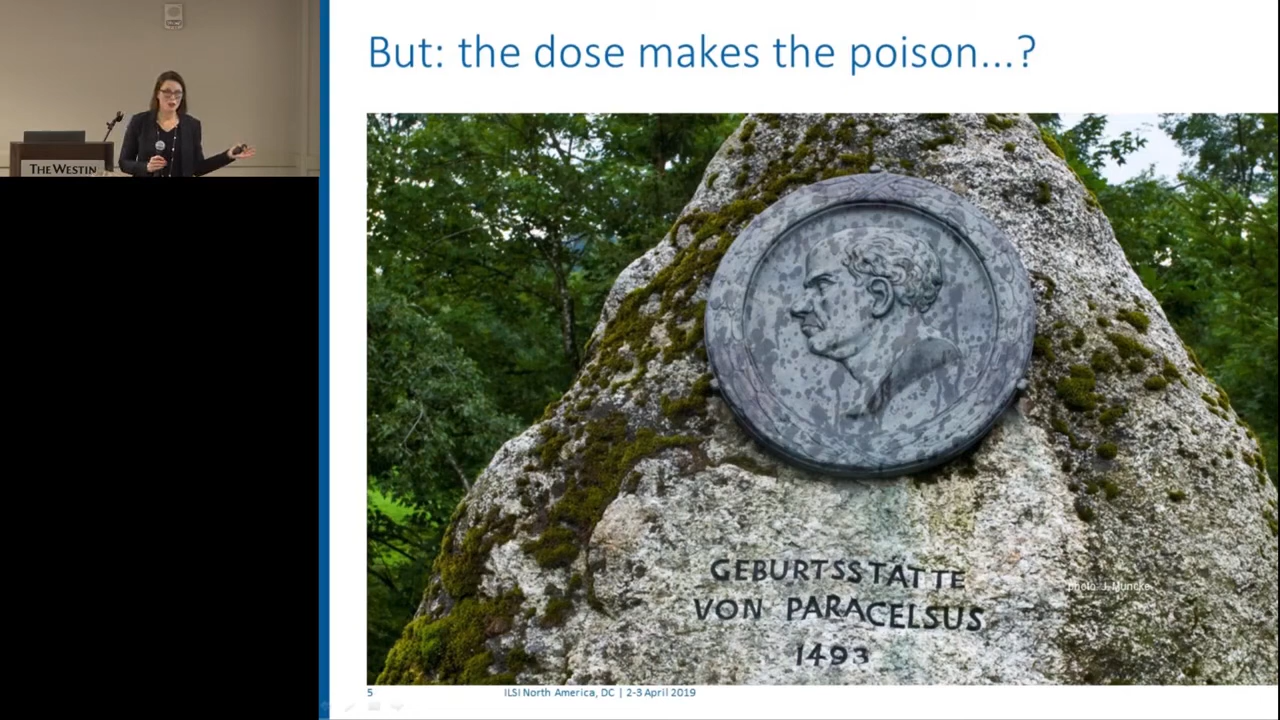 But: the dose makes the poison...?
THE WESTIN
GEBURTSSTÄTTE
VON PARACELSUS
1493
photo: J. Muncke
5
ILSI North America, DC | 2-3 April 2019